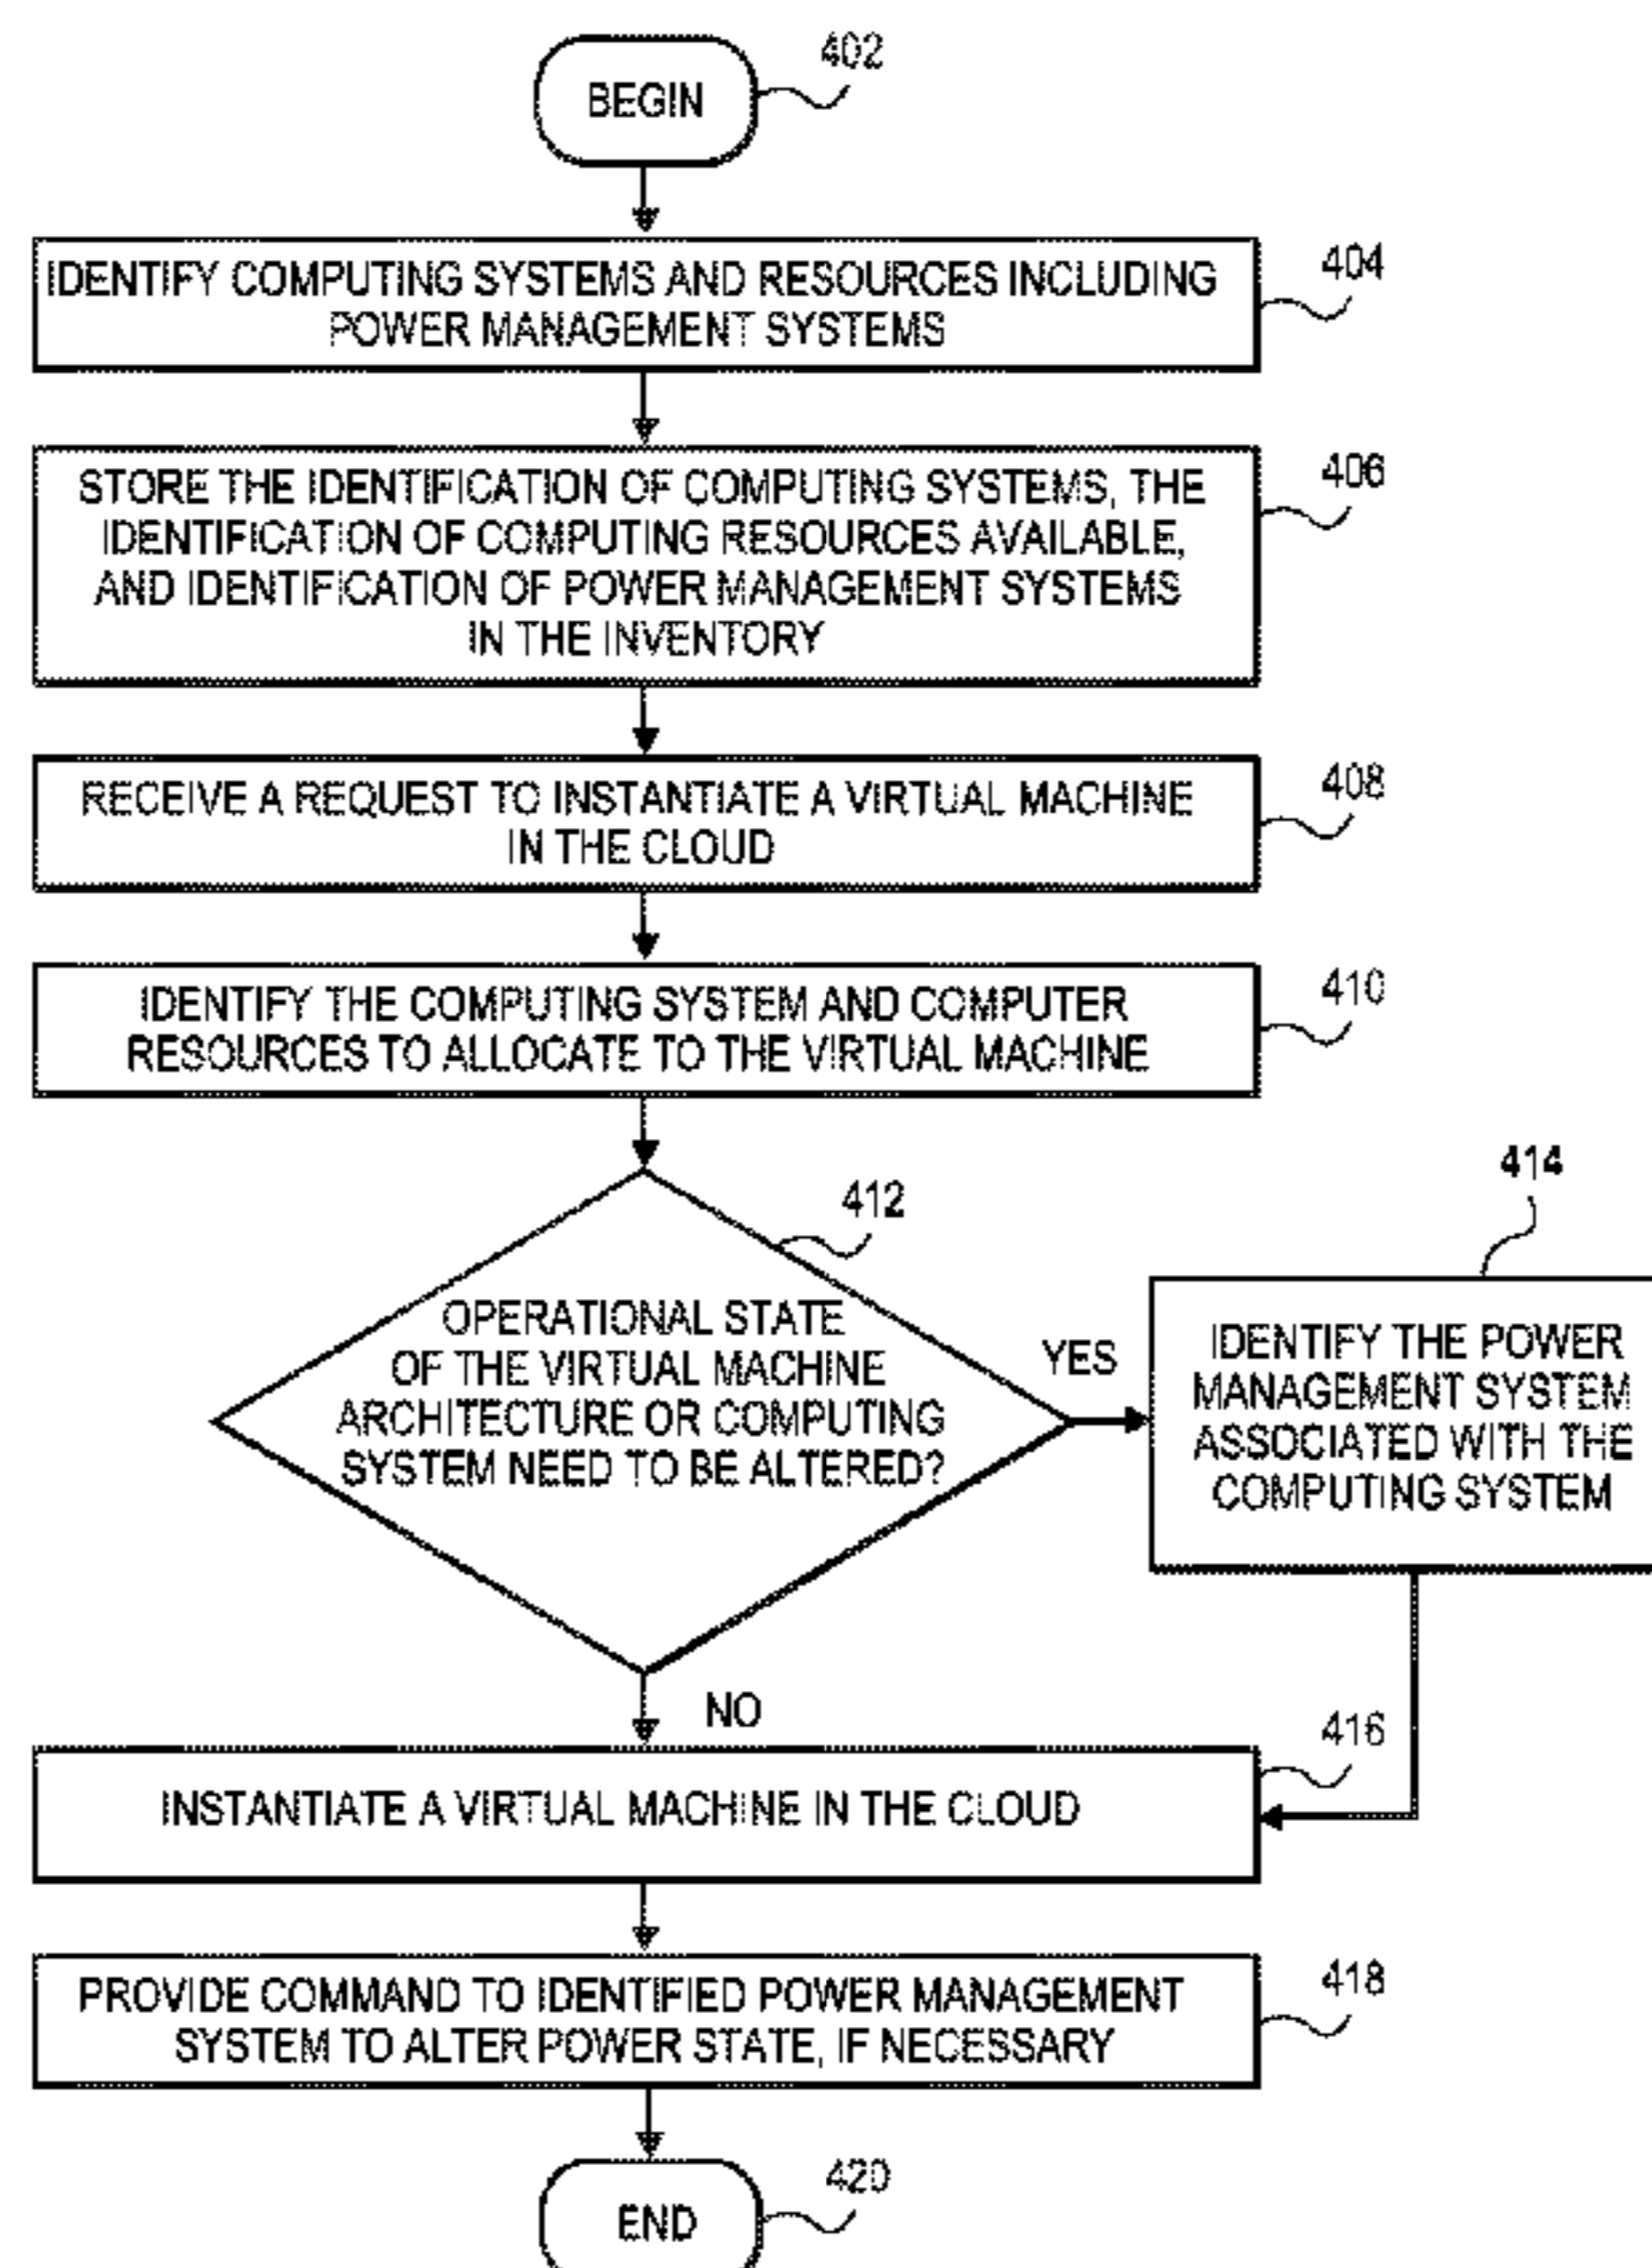 402
BEGIN
404
IDENTIFY COMPUTING SYSTEMS AND RESOURCES INCLUDING
POWER MANAGEMENT SYSTEMS
406
STORE THE IDENTIFICATION OF COMPUTING SYSTEMS, THE
IDENTIFICATION OF COMPUTING RESOURCES AVAILABLE,
AND IDENTIFICATION OF POWER MANAGEMENT SYSTEMS
IN THE INVENTORY
408
RECEIVE A REQUEST TO INSTANTIATE A VIRTUAL MACHINE
IN THE CLOUD
410
IDENTIFY THE COMPUTING SYSTEM AND COMPUTER
RESOURCES TO ALLOCATE TO THE VIRTUAL MACHINE
412
OPERATIONAL STATE
OF THE VIRTUAL MACHINE
ARCHITECTURE OR COMPUTING
SYSTEM NEED TO BE ALTERED?
YES
414
IDENTIFY THE POWER
MANAGEMENT SYSTEM
ASSOCIATED WITH THE
COMPUTING SYSTEM
NO
416
INSTANTIATE A VIRTUAL MACHINE IN THE CLOUD
418
PROVIDE COMMAND TO IDENTIFIED POWER MANAGEMENT
SYSTEM TO ALTER POWER STATE, IF NECESSARY
420
END